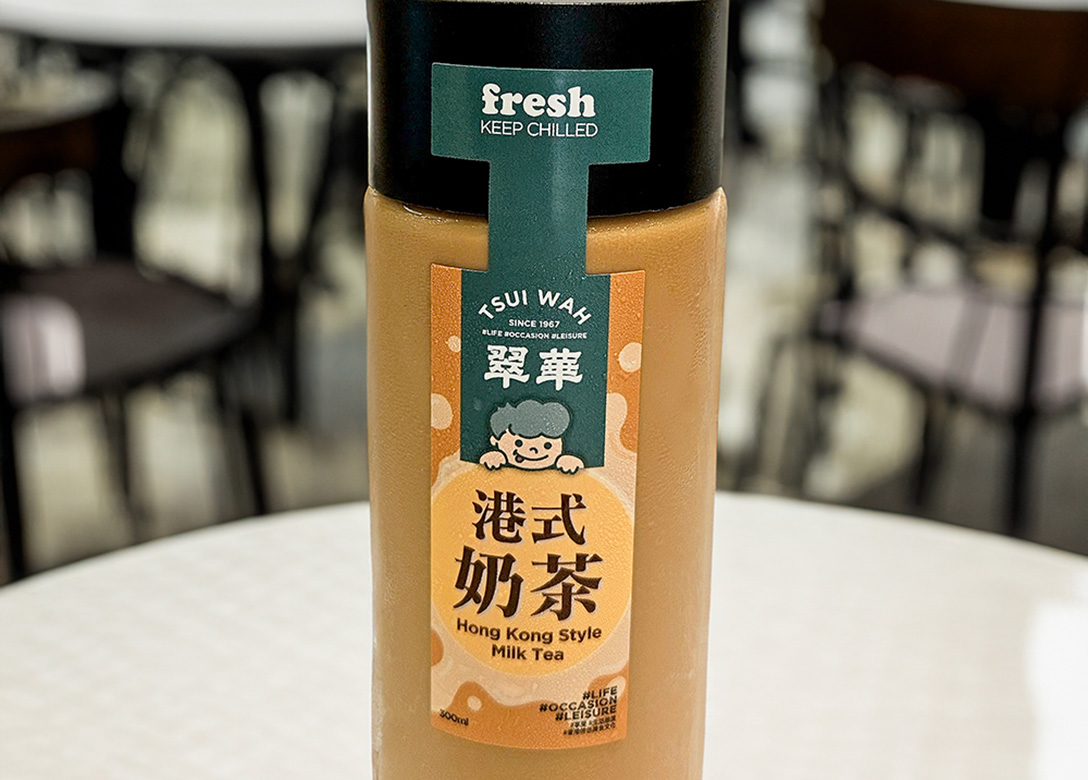 fresh
KEEP CHILLED
TSUI WAH
SINCE 1967
#LIFE #OCCASION #LEISURE
翠華
港式
奶茶
Hong Kong Style
Milk Tea
#LIFE
#OCCASION
#LEISURE
300ml